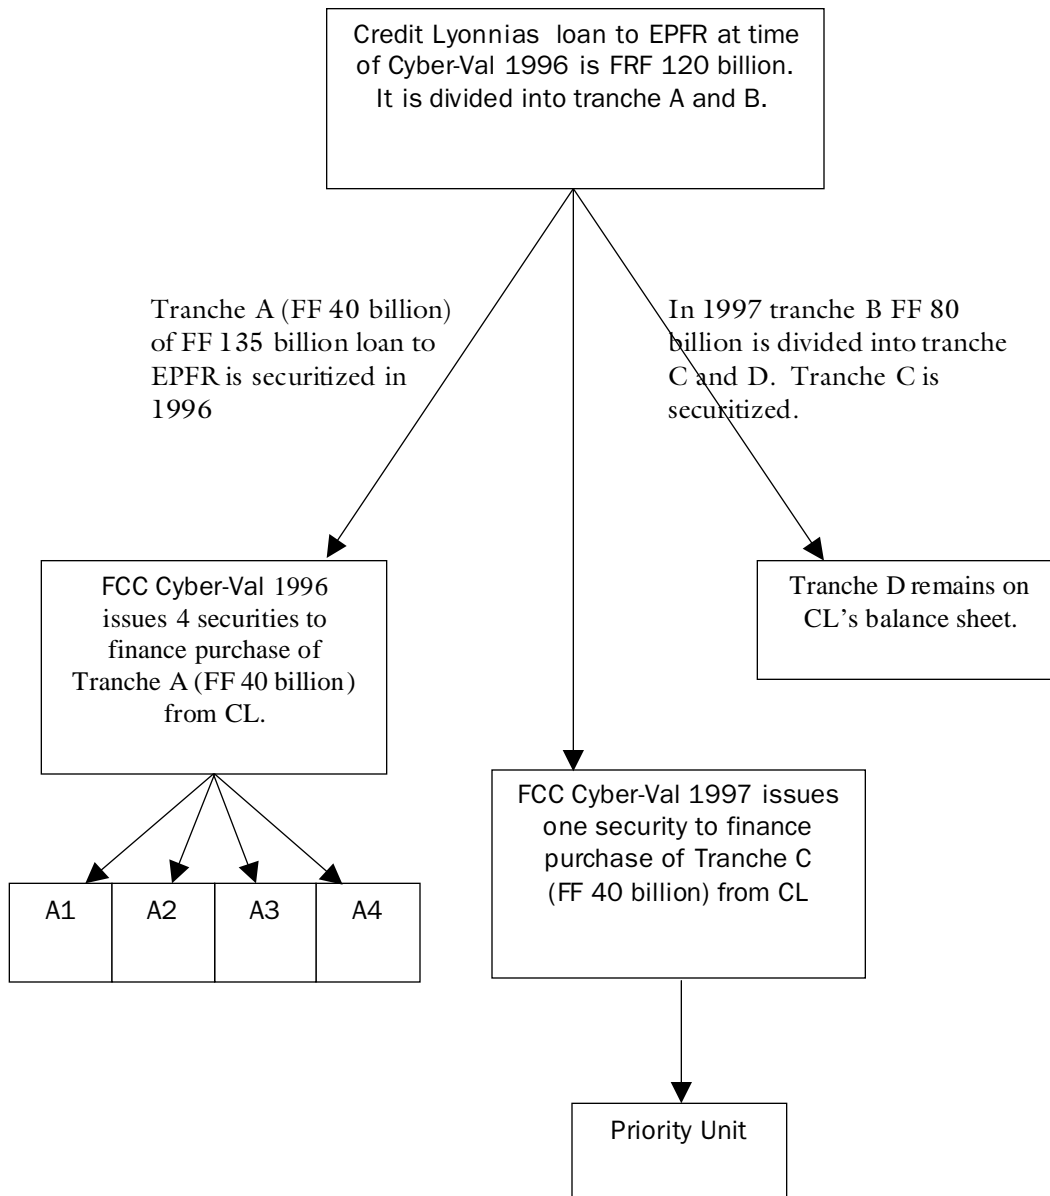 Credit Lyonnias loan to EPFR at time
of Cyber-Val 1996 is FRF 120 billion.
It is divided into tranche A and B.
Tranche A (FF 40 billion)
of FF 135 billion loan to
EPFR is securitized in
1996
In 1997 tranche B FF 80
billion is divided into tranche
C and D. Tranche C is
securitized.
FCC Cyber-Val 1996
issues 4 securities to
finance purchase of
Tranche A (FF 40 billion)
from CL.
Tranche D remains on
CL's balance sheet.
FCC Cyber-Val 1997 issues
one security to finance
purchase of Tranche C
(FF 40 billion) from CL
A1 A2 A3 A4
Priority Unit